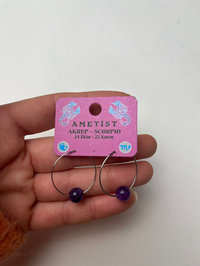 AMETİST
AKREP - SCORPIO
24 Ekim - 22 Kasım